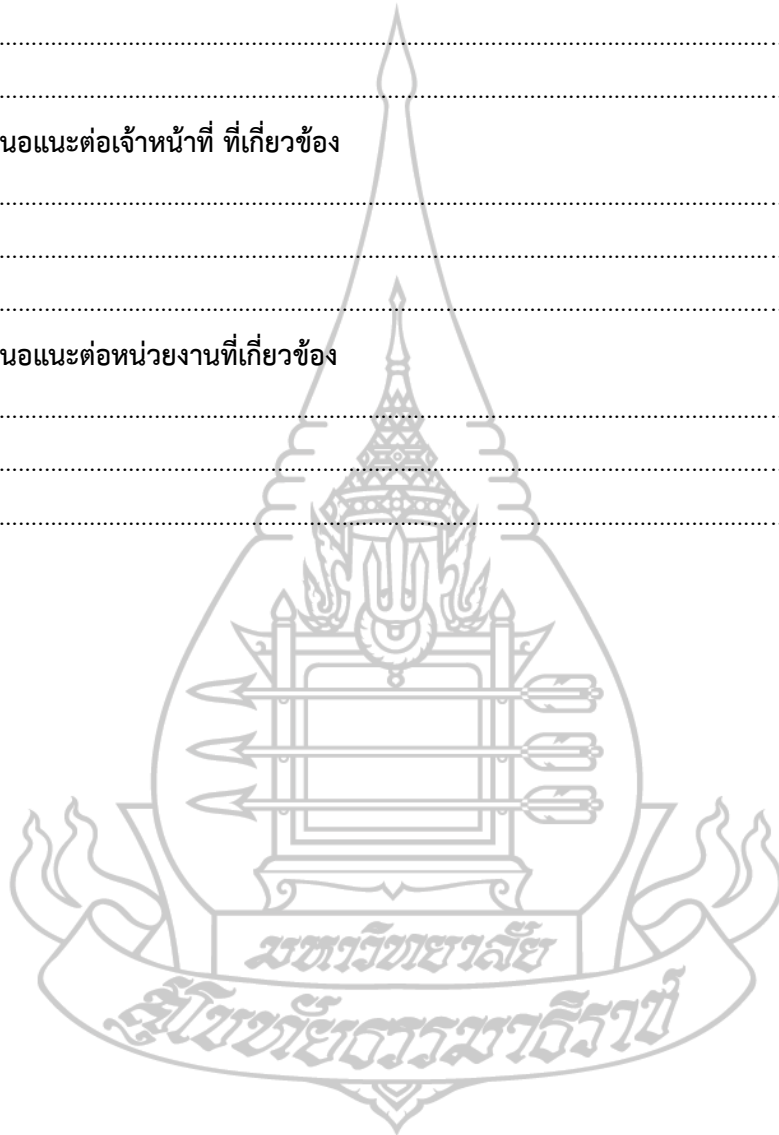 นอแนะต่อเจ้าหน้าที่ ที่เกี่ยวข้อง
นอแนะต่อหน่วยงานที่เกี่ยวข้อง
มหาวิทยาลัย
สุโขทัยธรรมาธิราช